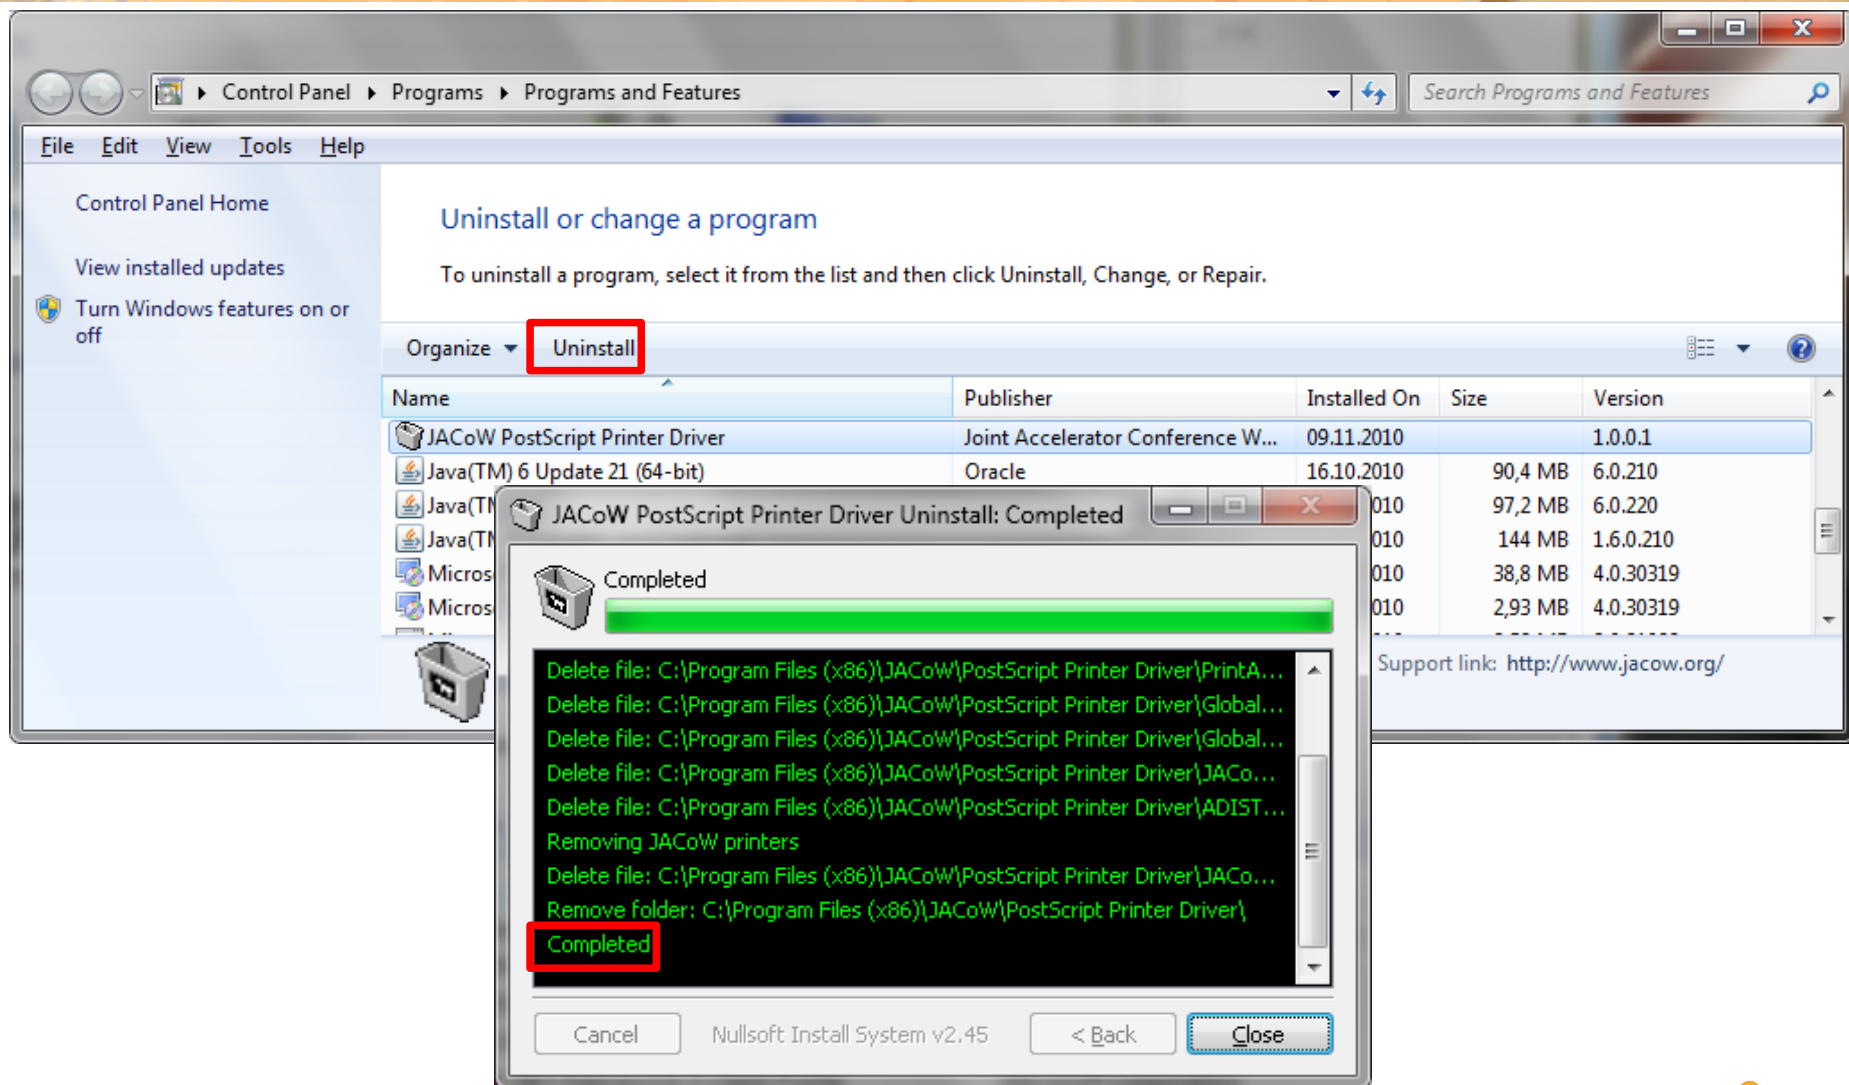 Control Panel Programs Programs and Features
Search Programs and Features
File Edit View Tools Help
Control Panel Home
View installed updates
Turn Windows features on or
off
Uninstall or change a program
To uninstall a program, select it from the list and then click Uninstall, Change, or Repair.
Organize Uninstall
Name Publisher Installed On Size Version
JACoW PostScript Printer Driver Joint Accelerator Conference W... 09.11.2010 1.0.0.1
Java(TM) 6 Update 21 (64-bit) Oracle 16.10.2010 90,4 MB 6.0.210
Java(T 010 97,2 MB 6.0.220
Java(T 010 144 MB 1.6.0.210
Micros 010 38,8 MB 4.0.30319
Micros 010 2,93 MB 4.0.30319
Support link: http://www.jacow.org/
JACoW PostScript Printer Driver Uninstall: Completed
Completed
Delete file: C:\Program Files (x86)\JACoW\PostScript Printer Driver\PrintA...
Delete file: C:\Program Files (x86)\JACoW\PostScript Printer Driver\Global...
Delete file: C:\Program Files (x86)\JACoW\PostScript Printer Driver\Global...
Delete file: C:\Program Files (x86)\JACoW\PostScript Printer Driver\JACo...
Delete file: C:\Program Files (x86)\JACoW\PostScript Printer Driver\ADIST...
Removing JACoW printers
Delete file: C:\Program Files (x86)\JACoW\PostScript Printer Driver\JACo...
Remove folder: C:\Program Files (x86)\JACoW\PostScript Printer Driver\
Completed
Cancel Nullsoft Install System v2.45 < Back Close